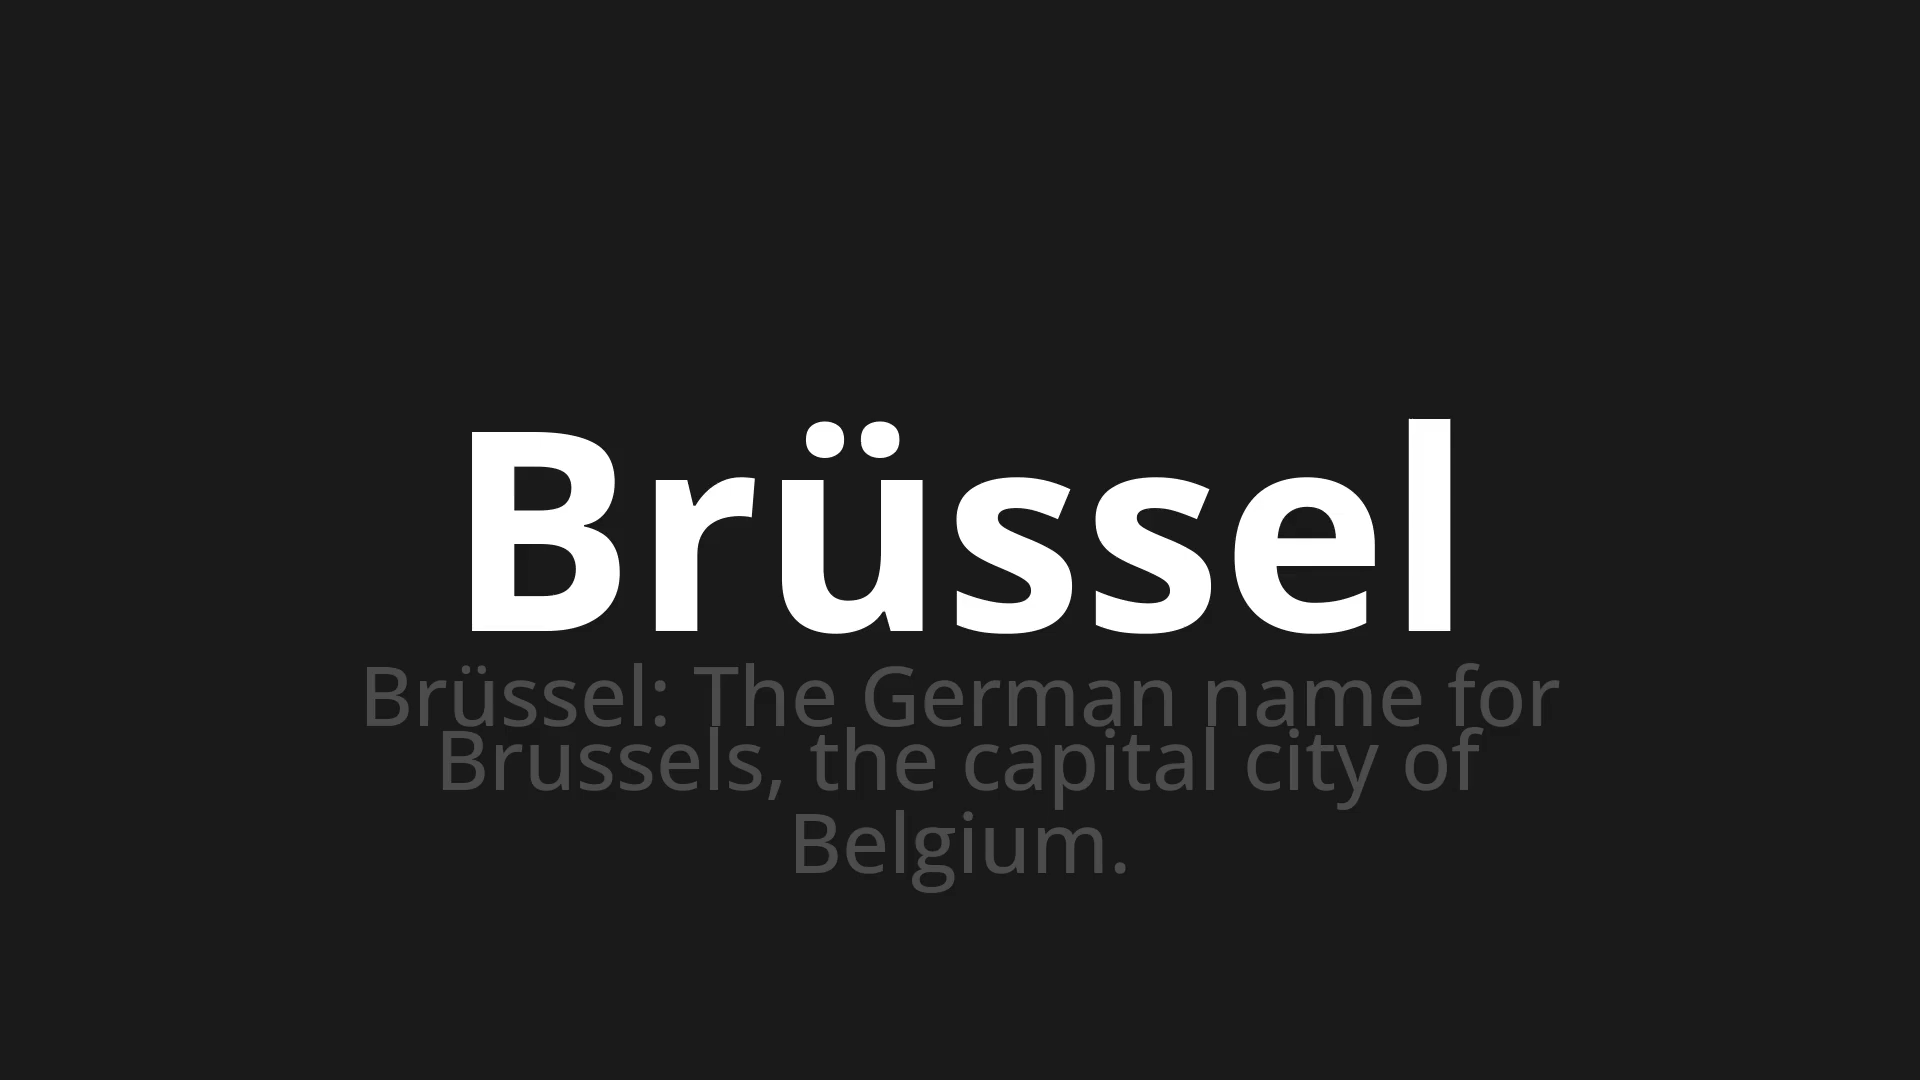 Brüssel
Brüssel: The German name for
Brussels, the capital city of
Belgium.